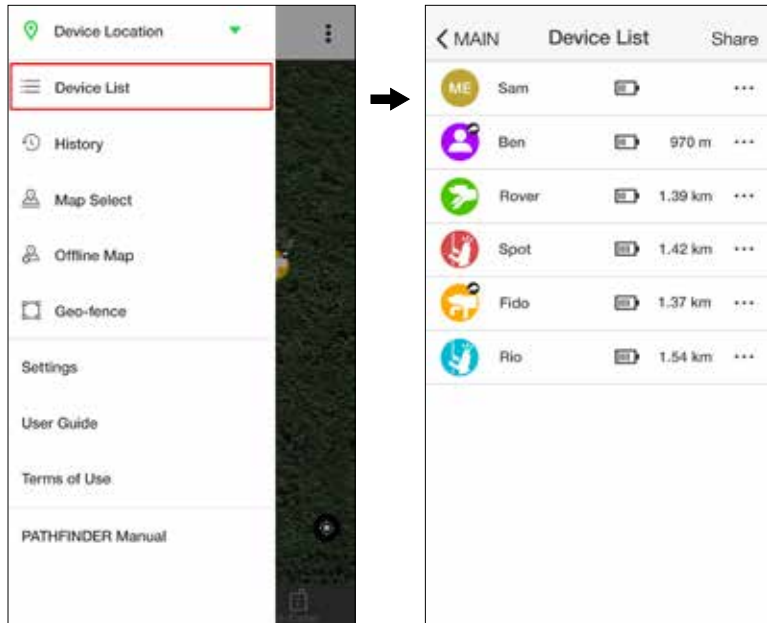 Device Location
Device List
History
Map Select
Offline Map
Geo-fence
Settings
User Guide
Terms of Use
PATHFINDER Manual
MAIN Device List Share
ME Sam
Ben 970 m
Rover 1.39 km
Spot 1.42 km
Fido 1.37 km
Rio 1.54 km